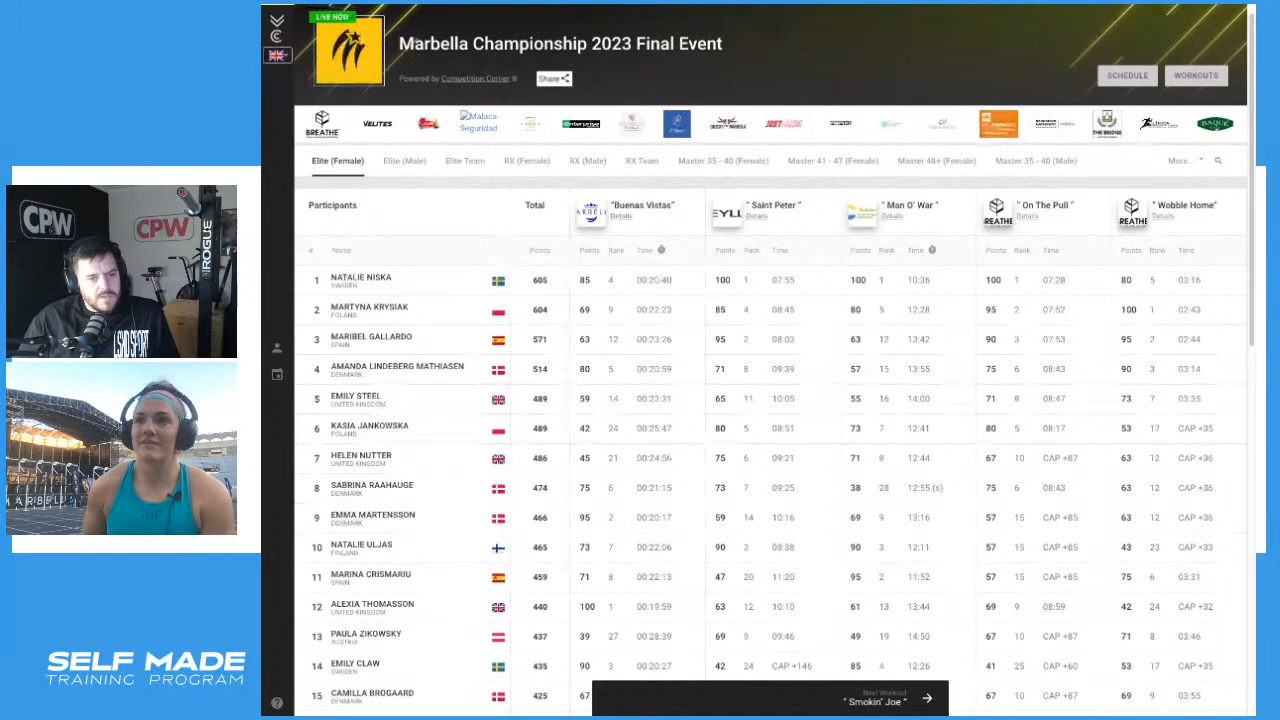 LIVE NOW
Marbella Championship 2023 Final Event
Powered by Competition Corner
Share
SCHEDULE
WORKOUTS
BREATHE
VELITES
Malaca
Seguridad
enterprise
THE BRIDGE
BAQUE
Elite (Female)
Elite (Male)
Elite Team
RX (Female)
RX (Male)
RX Team
Master 35 - 40 (Female)
Master 41 - 47 (Female)
Master 48+ (Female)
Master 35 - 40 (Male)
More...
Participants Total "Buenas Vistas" " Saint Peter " " Man O' War " " On The Pull " " Wobble Home"
Details Details Details Details Details
# Name Points Points Rank Time Points Rank Time Points Rank Time Points Rank Time Points Rank Time
1 NATALIE NISKA 605 85 4 00:20:40 100 1 07:55 100 1 10:36 100 1 07:28 80 5 03:16
SWEDEN
2 MARTYNA KRYSIAK 604 69 9 00:22:23 85 4 08:45 80 5 12:28 95 2 07:52 100 1 02:43
POLAND
3 MARIBEL GALLARDO 571 63 12 00:23:26 95 2 08:03 63 12 13:42 90 3 07:53 95 2 02:44
SPAIN
4 AMANDA LINDEBERG MATHIASEN 514 80 5 00:20:59 71 8 09:39 57 15 13:55 75 6 08:43 90 3 03:14
DENMARK
5 EMILY STEEL 489 59 14 00:23:31 65 11 10:05 55 16 14:00 71 8 08:47 73 7 03:35
UNITED KINGDOM
6 KASIA JANKOWSKA 489 42 24 00:25:47 80 5 08:51 73 7 12:41 80 5 08:17 53 17 CAP +35
POLAND
7 HELEN NUTTER 486 45 21 00:24:56 75 6 09:21 71 8 12:44 67 10 CAP +87 63 12 CAP +36
UNITED KINGDOM
8 SABRINA RAAHAUGE 474 75 6 00:21:15 73 7 09:25 38 28 12:55 (s) 75 6 08:43 63 12 CAP +36
DENMARK
9 EMMA MARTENSSON 466 95 2 00:20:17 59 14 10:16 69 9 13:16 57 15 CAP +85 63 12 CAP +36
DENMARK
10 NATALIE ULJAS 465 73 7 00:22:06 90 3 08:38 90 3 12:11 57 15 CAP +85 43 23 CAP +33
FINLAND
11 MARINA CRISMARIU 459 71 8 00:22:13 47 20 11:20 95 2 11:52 57 15 CAP +85 75 6 03:31
SPAIN
12 ALEXIA THOMASSON 440 100 1 00:19:59 63 12 10:10 61 13 13:44 69 9 08:59 42 24 CAP +32
UNITED KINGDOM
13 PAULA ZIKOWSKY 437 39 27 00:28:39 69 9 09:46 49 19 14:50 67 10 CAP +87 71 8 03:46
AUSTRIA
14 EMILY CLAW 435 90 3 00:20:27 42 24 CAP +146 85 4 12:26 41 25 CAP +60 53 17 CAP +35
SWEDEN
15 CAMILLA BROGAARD 425 67 67 10 CAP +87 69 9 03:55
DENMARK
Next Workout
" Smokin' Joe "
CPW
CPW
ROGUE
LSKD SPORT
MARBELL
SELF MADE
TRAINING PROGRAM